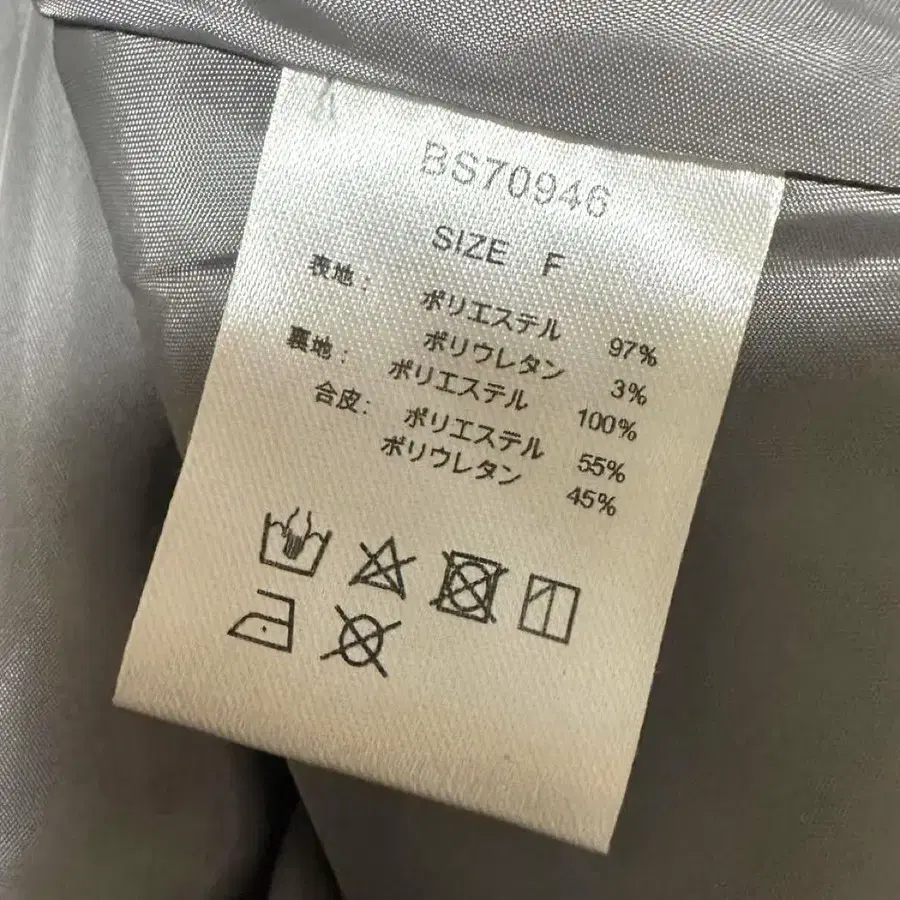 BS70946
SIZE F
表地: ポリエステル 97%
ポリウレタン 3%
裏地: ポリエステル 100%
合皮: ポリエステル 55%
ポリウレタン 45%